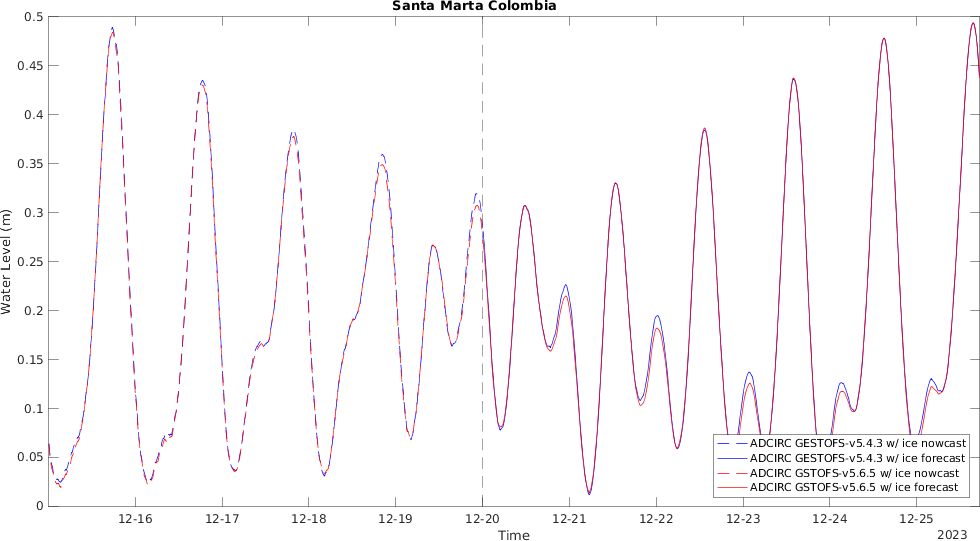 Santa Marta Colombia
Water Level (m)
0.5
0.45
0.4
0.35
0.3
0.25
0.2
0.15
0.1
0.05
0
ADCIRC GESTOFS-v5.4.3 w/ ice nowcast
ADCIRC GESTOFS-v5.4.3 w/ ice forecast
ADCIRC GSTOFS-v5.6.5 w/ ice nowcast
ADCIRC GSTOFS-v5.6.5 w/ ice forecast
12-16 12-17 12-18 12-19 12-20 12-21 12-22 12-23 12-24 12-25
Time
2023